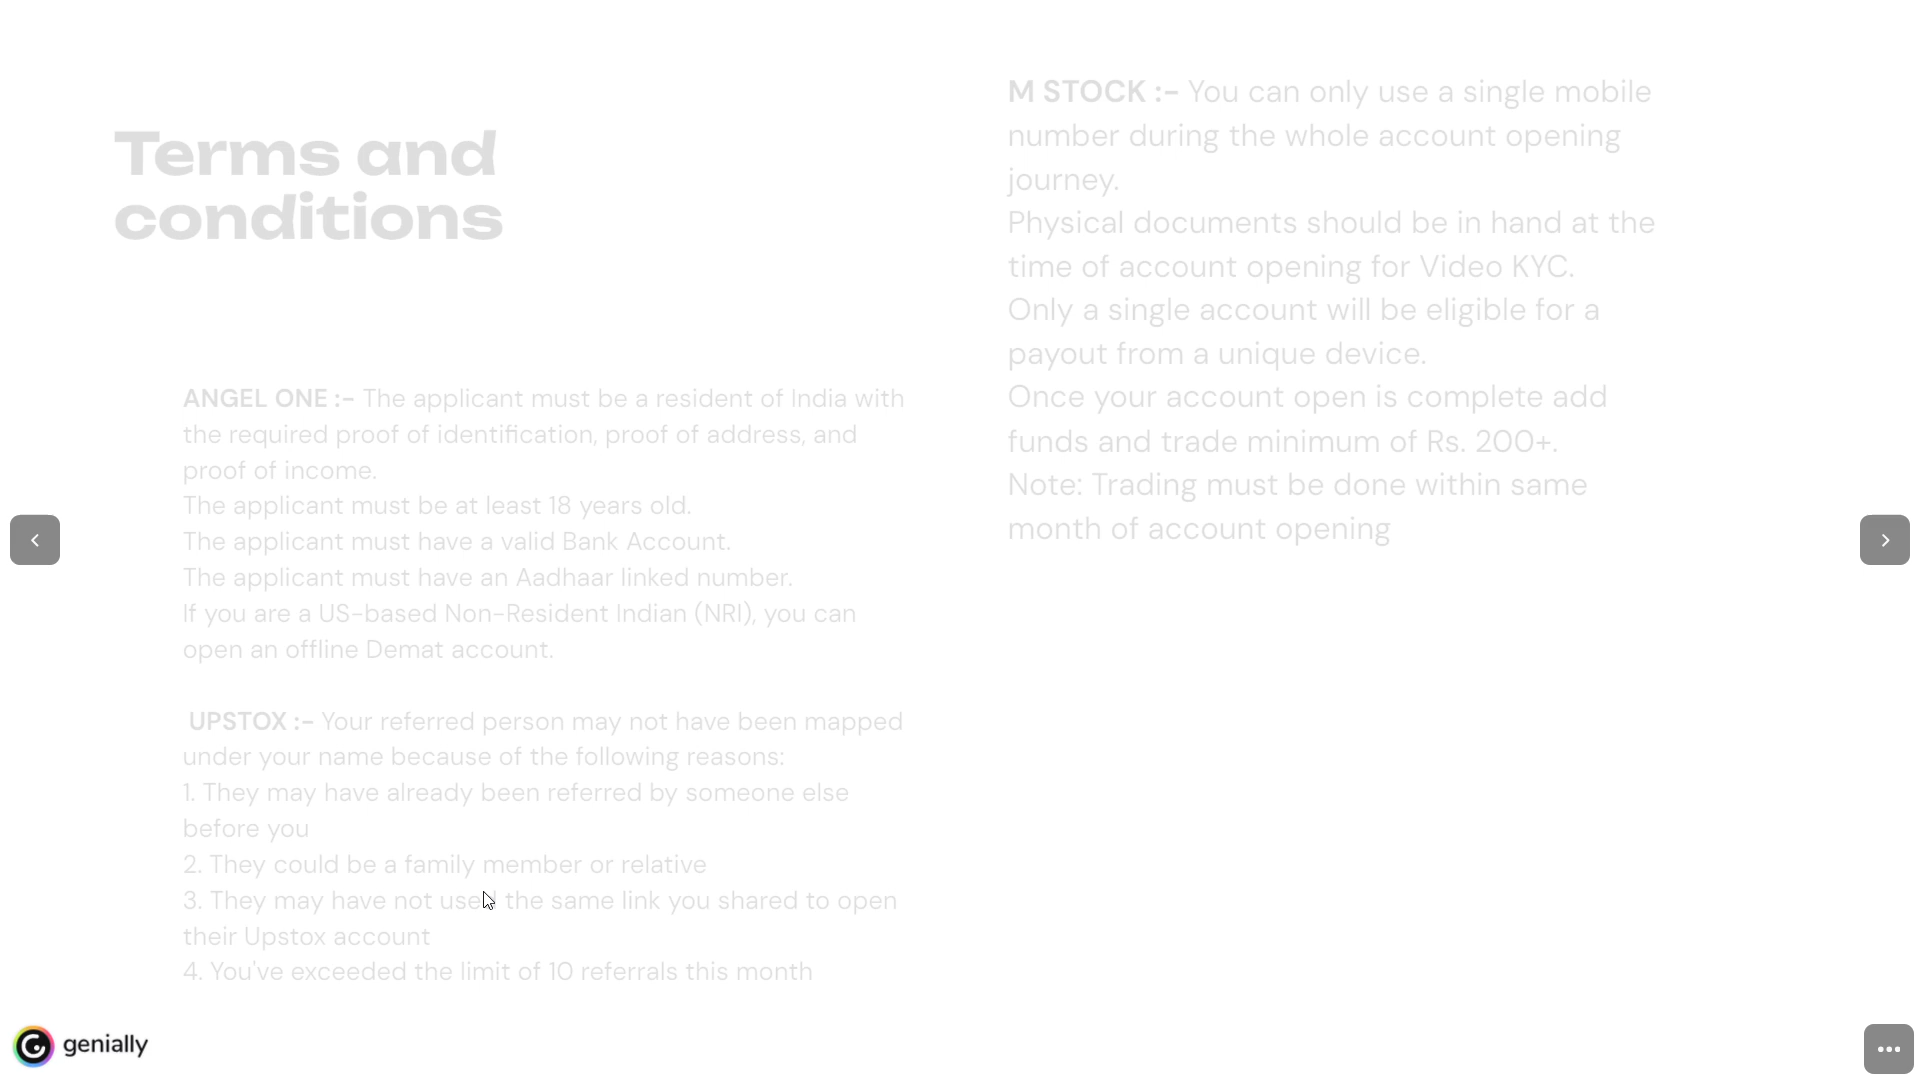 Terms and
conditions
ANGEL ONE :- The applicant must be a resident of India with
the required proof of identification, proof of address, and
proof of income.
The applicant must be at least 18 years old.
The applicant must have a valid Bank Account.
The applicant must have an Aadhaar linked number.
If you are a US-based Non-Resident Indian (NRI), you can
open an offline Demat account.
UPSTOX :- Your referred person may not have been mapped
under your name because of the following reasons:
1. They may have already been referred by someone else
before you
2. They could be a family member or relative
3. They may have not used the same link you shared to open
their Upstox account
4. You've exceeded the limit of 10 referrals this month
M STOCK :- You can only use a single mobile
number during the whole account opening
journey.
Physical documents should be in hand at the
time of account opening for Video KYC.
Only a single account will be eligible for a
payout from a unique device.
Once your account open is complete add
funds and trade minimum of Rs. 200+.
Note: Trading must be done within same
month of account opening
genially